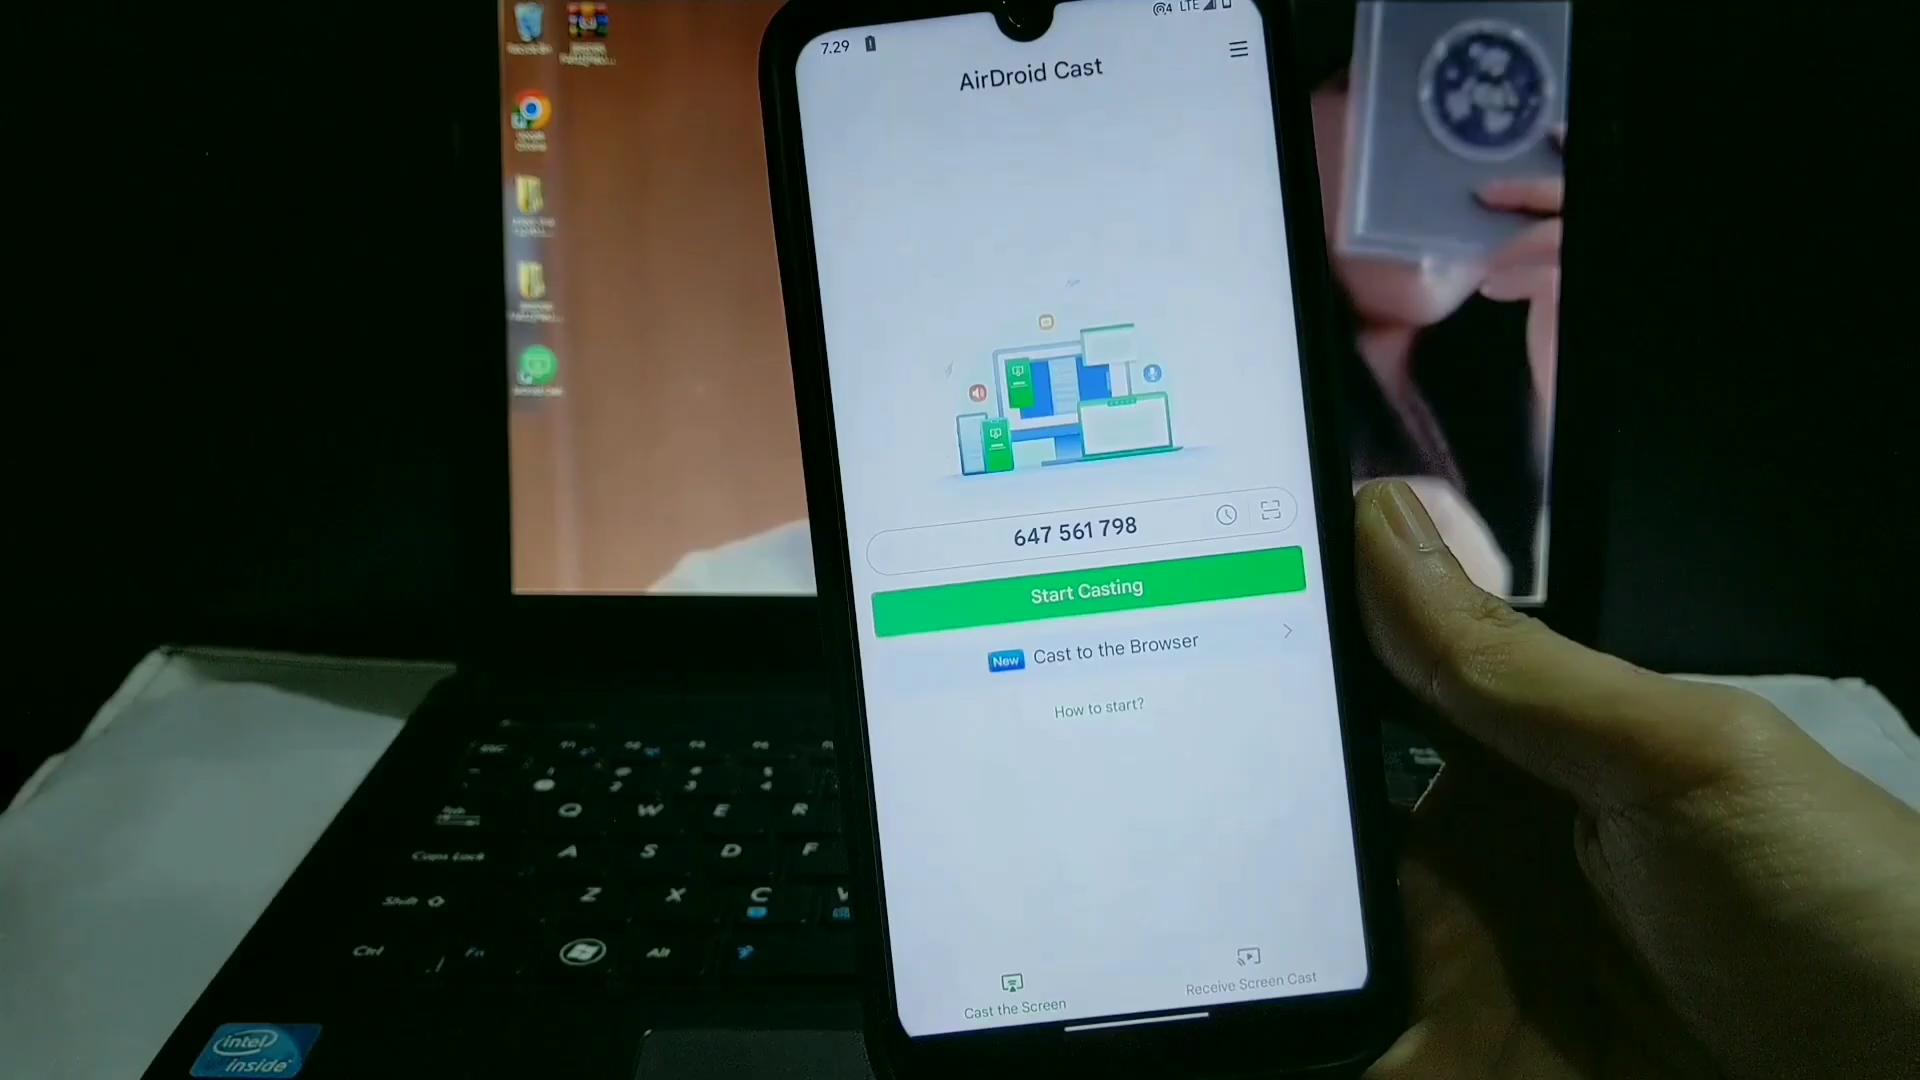 7.29
4 LTE
AirDroid Cast
647 561 798
Start Casting
New Cast to the Browser
How to start?
Cast the Screen
Receive Screen Cast
Q W E R
Caps Lock A S D F
Shift Z X C V
Ctrl Fn Alt
intel
inside